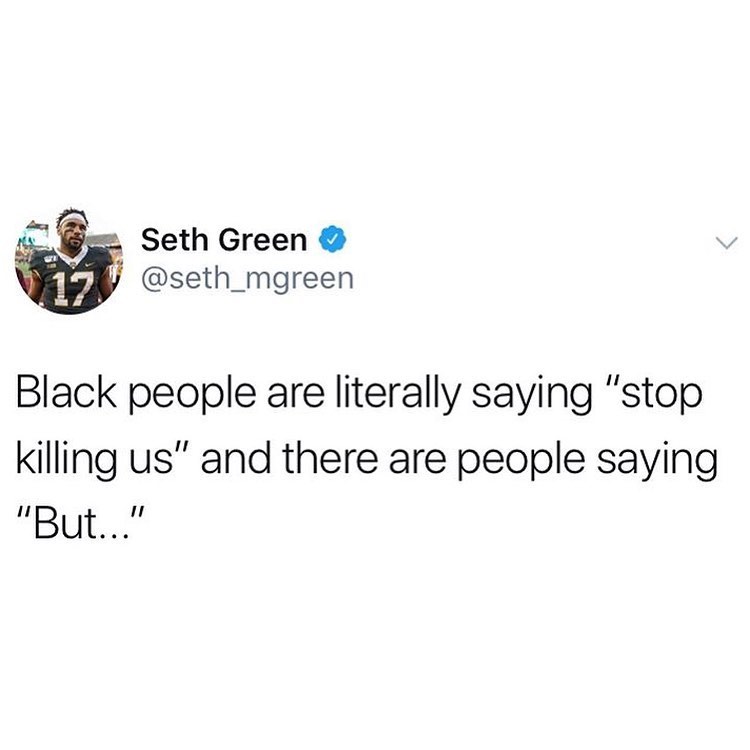 Seth Green
@seth_mgreen
17
Black people are literally saying “stop
killing us” and there are people saying
“But...”